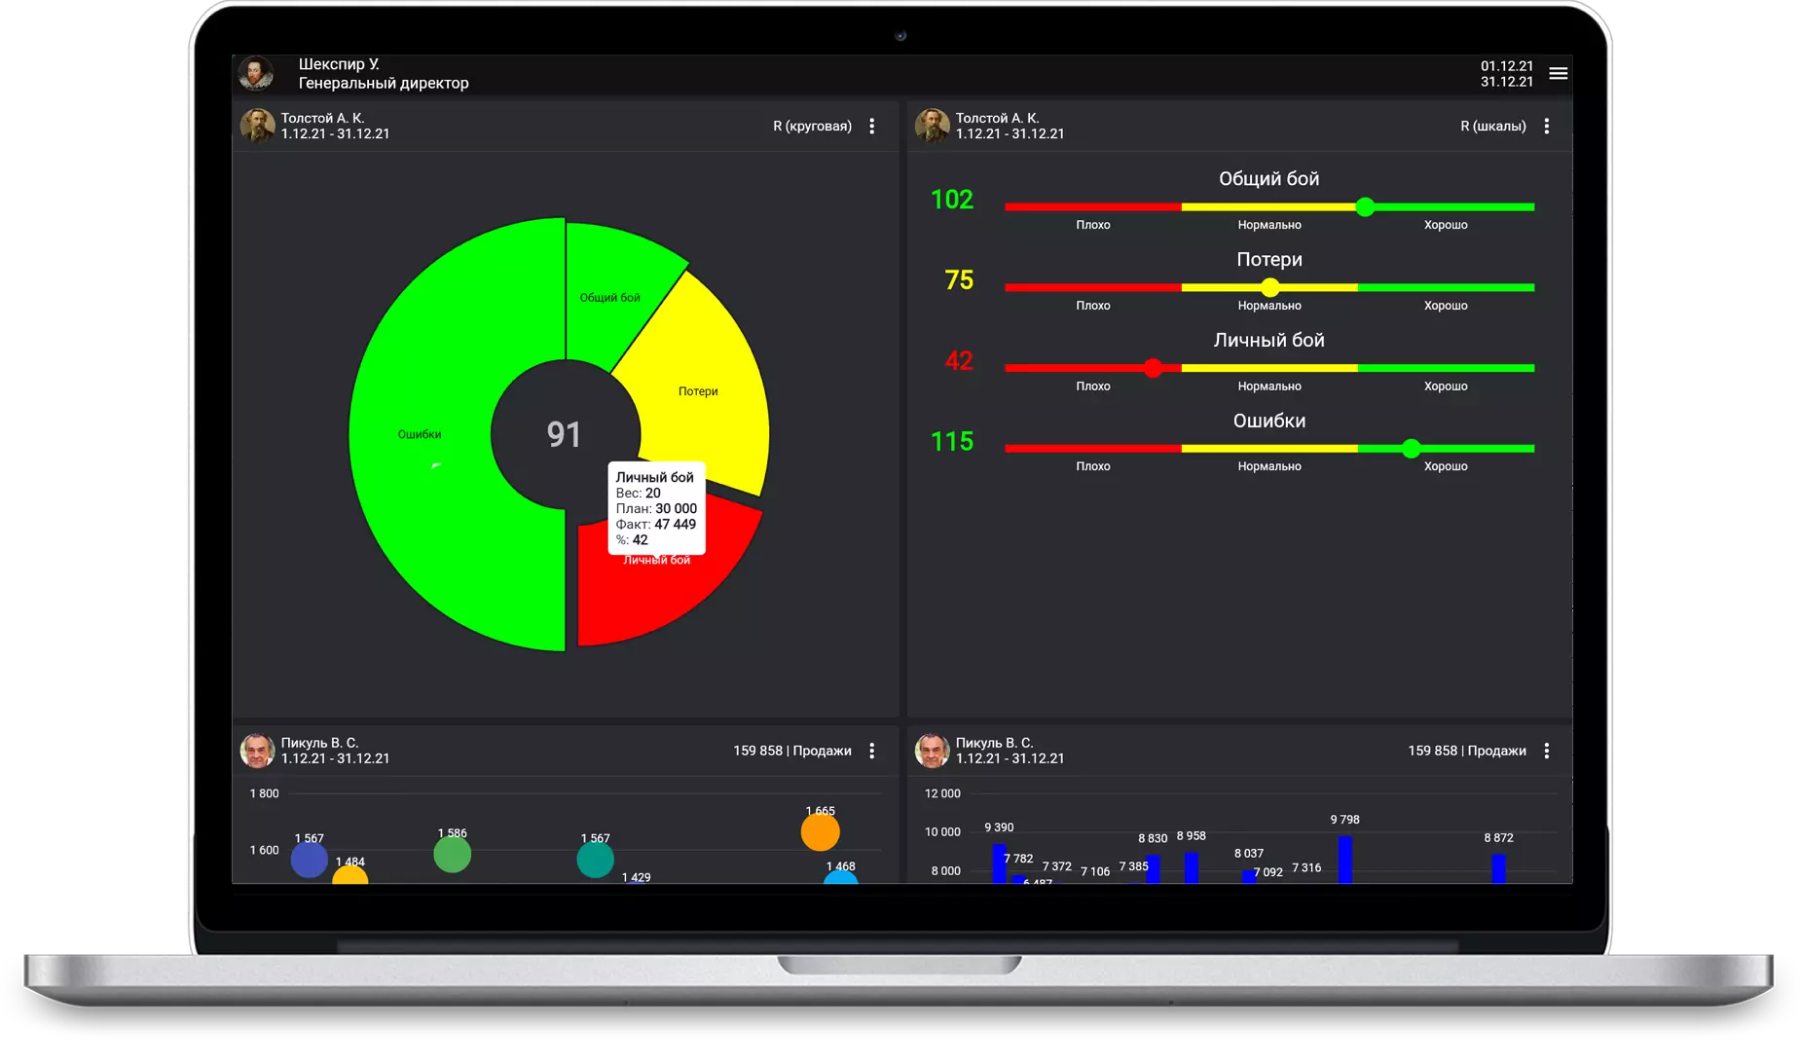 Шекспир У.
Генеральный директор
01.12.21
31.12.21
Толстой А. К.
1.12.21 - 31.12.21
R (круговая)
Общий бой
Потери
Ошибки
91
Личный бой
Вес: 20
План: 30 000
Факт: 47 449
%: 42
Личный бой
Толстой А. К.
1.12.21 - 31.12.21
R (шкалы)
Общий бой
102
Плохо Нормально Хорошо
Потери
75
Плохо Нормально Хорошо
Личный бой
42
Плохо Нормально Хорошо
Ошибки
115
Плохо Нормально Хорошо
Пикуль В. С.
1.12.21 - 31.12.21
159 858 | Продажи
1 800
1 665
1 567 1 586 1 567
1 600
1 484 1 468
1 429
Пикуль В. С.
1.12.21 - 31.12.21
159 858 | Продажи
12 000
9 798
10 000 9 390 8 830 8 958 8 872
7 782 7 372 7 106 7 385 8 037 7 092 7 316
8 000
6 487